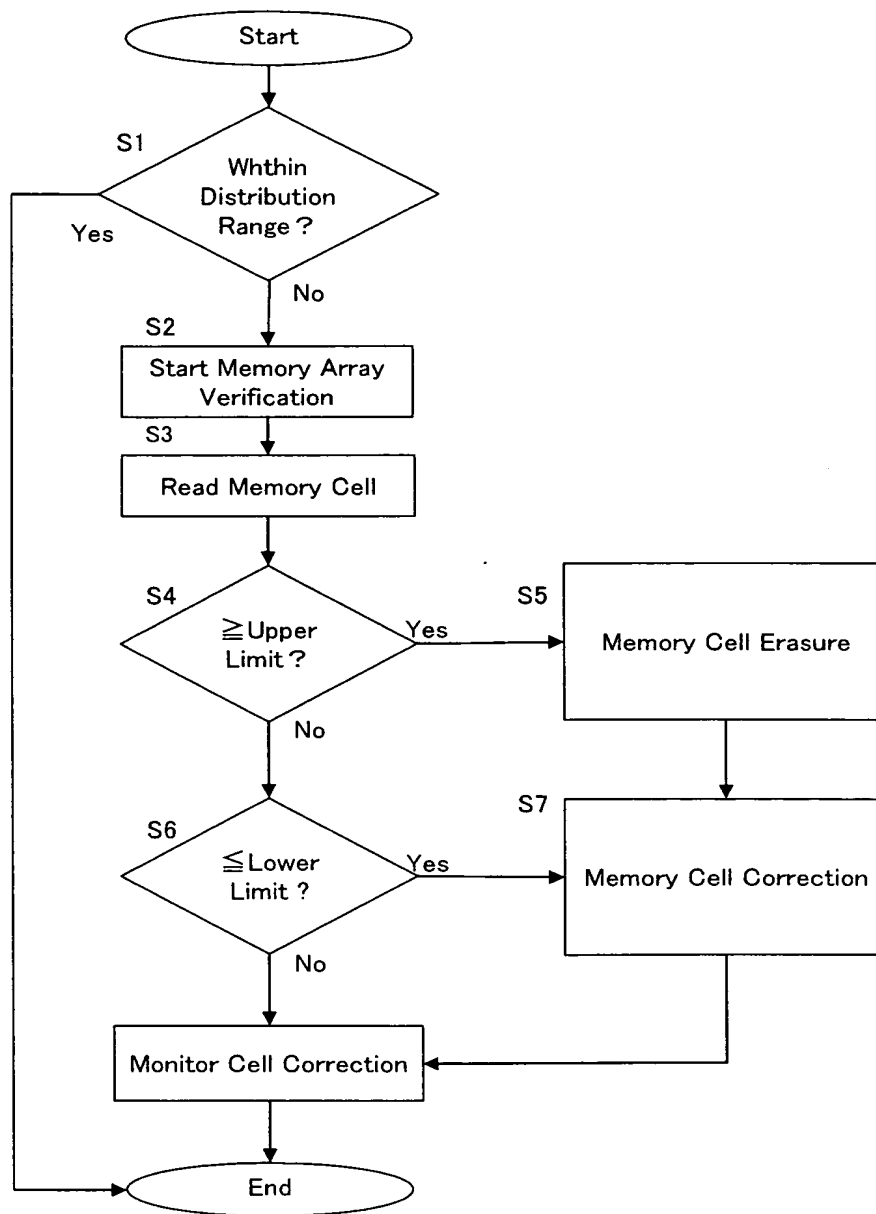 Start
S1
Whthin
Distribution
Range?
Yes
No
S2
Start Memory Array
Verification
S3
Read Memory Cell
S4
≧Upper
Limit?
Yes
No
S5
Memory Cell Erasure
S6
≦Lower
Limit ?
Yes
No
S7
Memory Cell Correction
Monitor Cell Correction
End